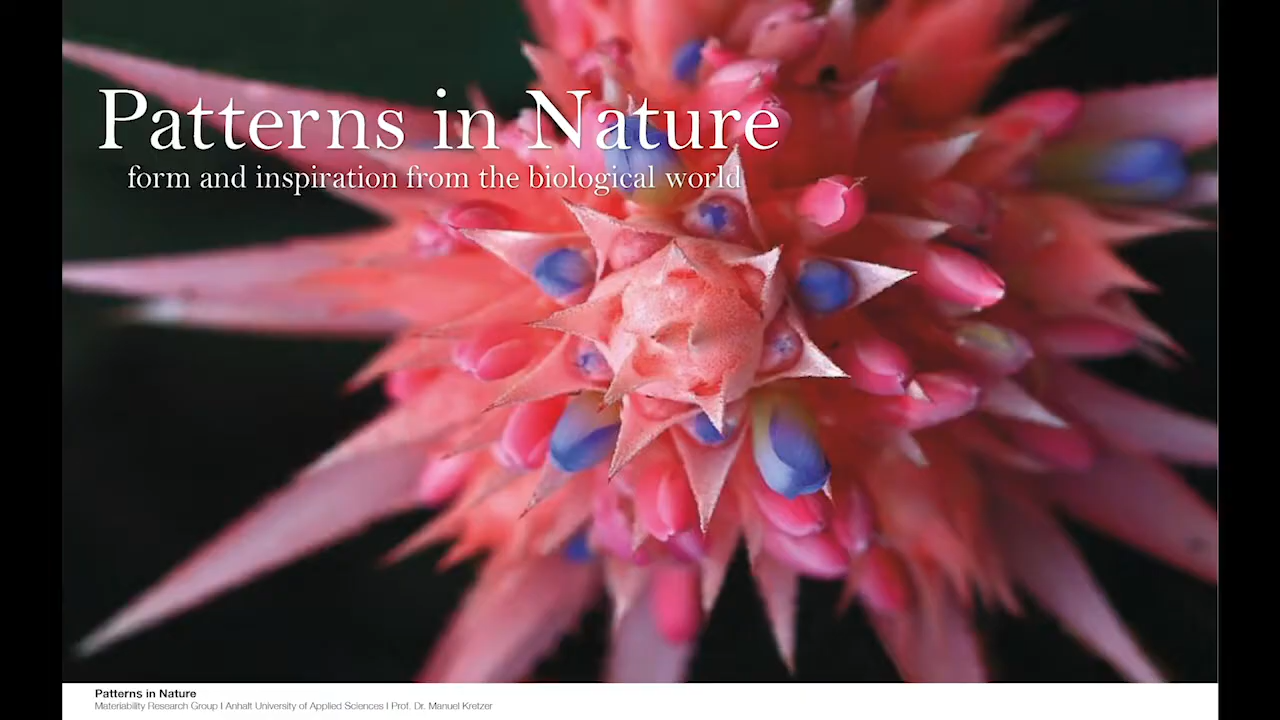 Patterns in Nature
form and inspiration from the biological world
Patterns in Nature
Materiability Research Group I Anhalt University of Applied Sciences I Prof. Dr. Manuel Kretzer